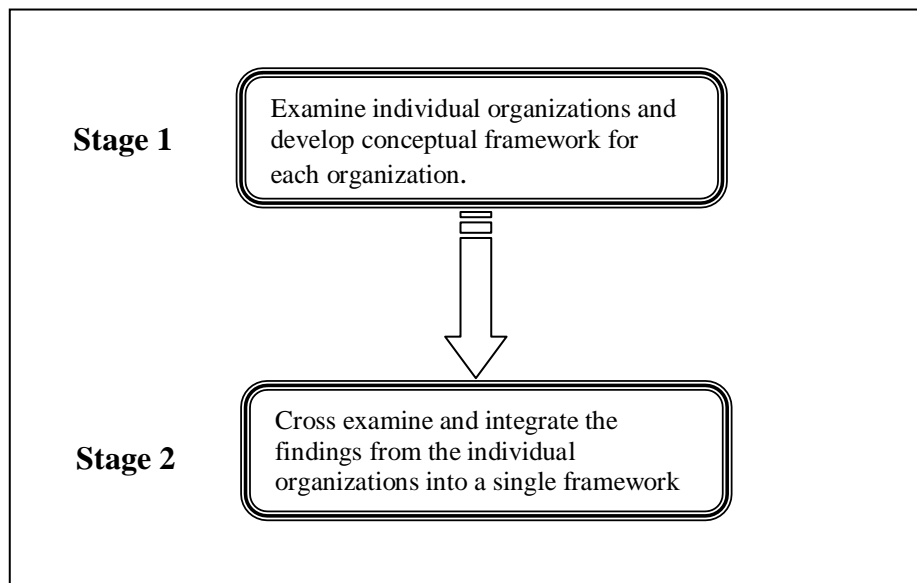 Stage 1
Examine individual organizations and
develop conceptual framework for
each organization.
Stage 2
Cross examine and integrate the
findings from the individual
organizations into a single framework